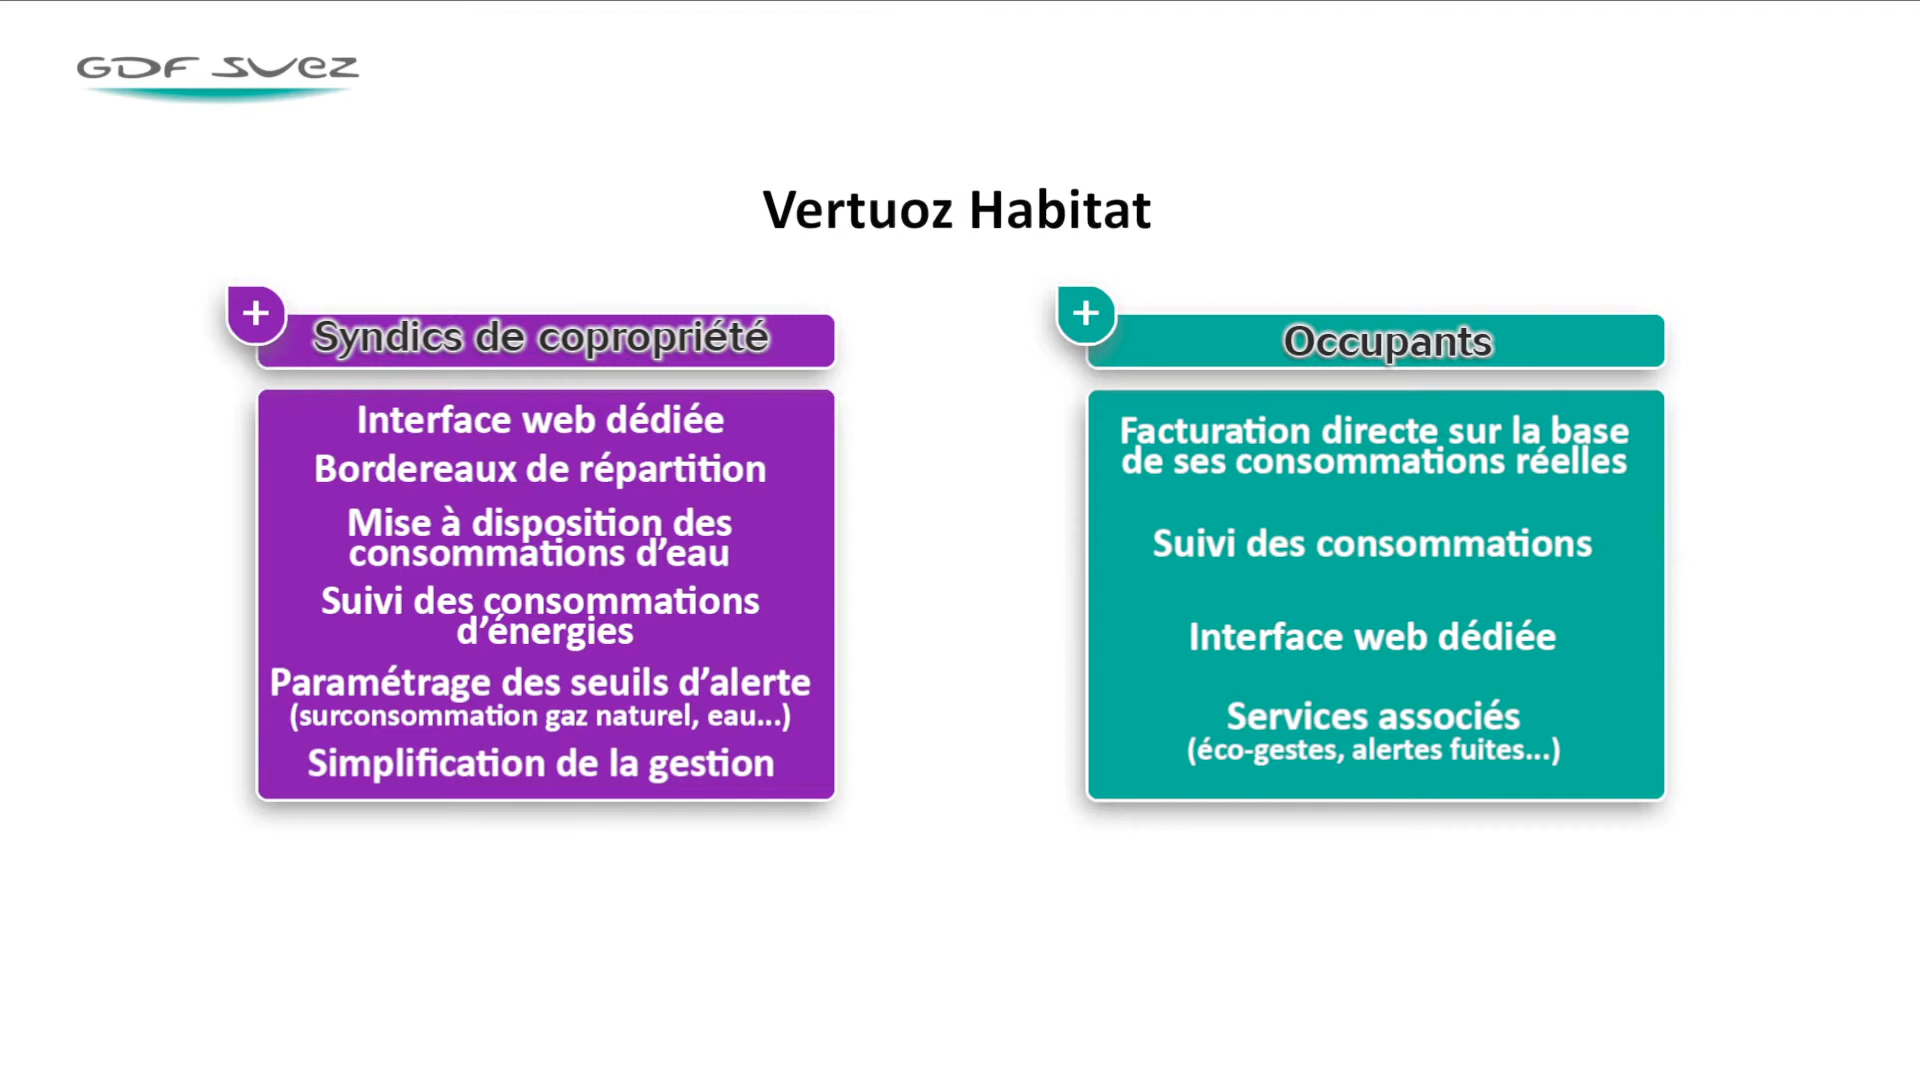 GDF SUEZ
Vertuoz Habitat
+
Syndics de copropriété
Interface web dédiée
Bordereaux de répartition
Mise à disposition des
consommations d’eau
Suivi des consommations
d’énergies
Paramétrage des seuils d’alerte
(surconsommation gaz naturel, eau...)
Simplification de la gestion
+
Occupants
Facturation directe sur la base
de ses consommations réelles
Suivi des consommations
Interface web dédiée
Services associés
(éco-gestes, alertes fuites...)